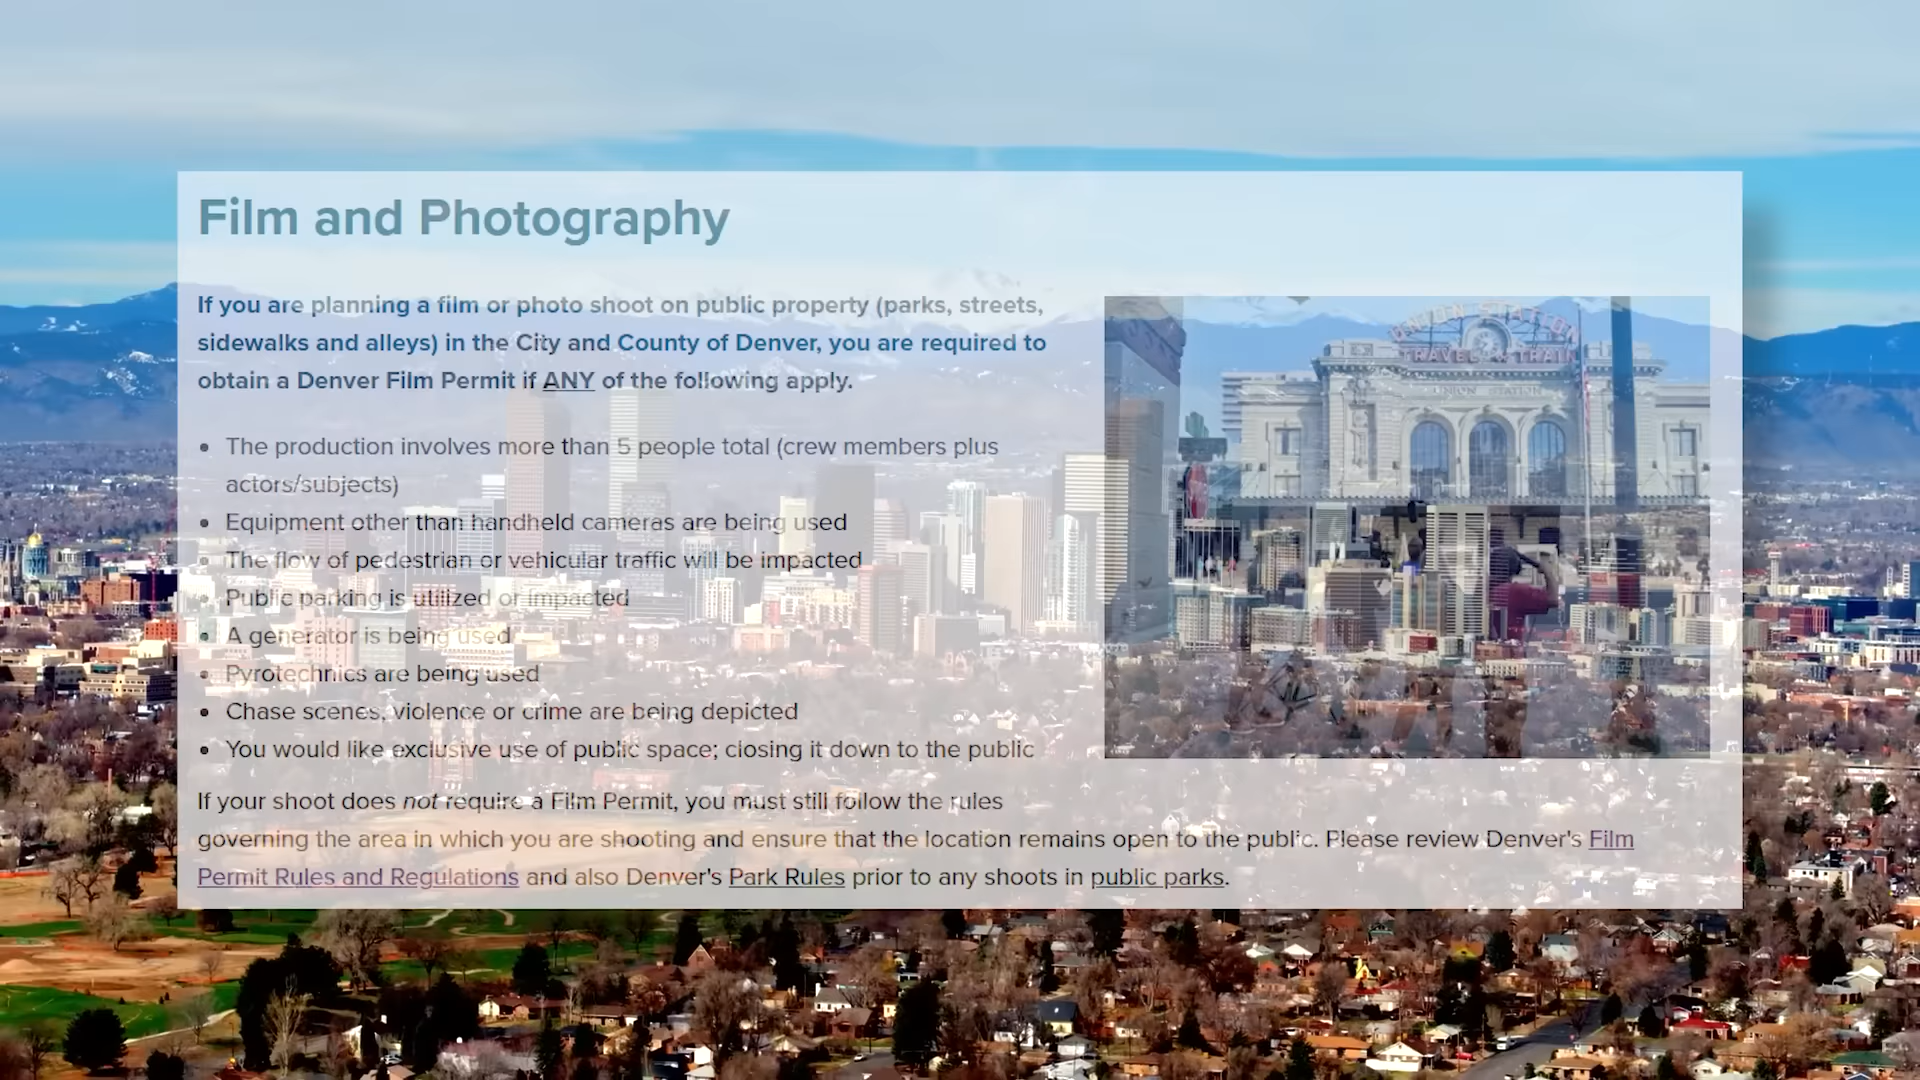 Film and Photography
If you are planning a film or photo shoot on public property (parks, streets,
sidewalks and alleys) in the City and County of Denver, you are required to
obtain a Denver Film Permit if ANY of the following apply.
• The production involves more than 5 people total (crew members plus
actors/subjects)
• Equipment other than handheld cameras are being used
• The flow of pedestrian or vehicular traffic will be impacted
• Public parking is utilized or impacted
• A generator is being used
• Pyrotechnics are being used
• Chase scenes, violence or crime are being depicted
• You would like exclusive use of public space; closing it down to the public
If your shoot does not require a Film Permit, you must still follow the rules
governing the area in which you are shooting and ensure that the location remains open to the public. Please review Denver's Film
Permit Rules and Regulations and also Denver's Park Rules prior to any shoots in public parks.
UNION STATION
TRAVEL by TRAIN
UNION STATION